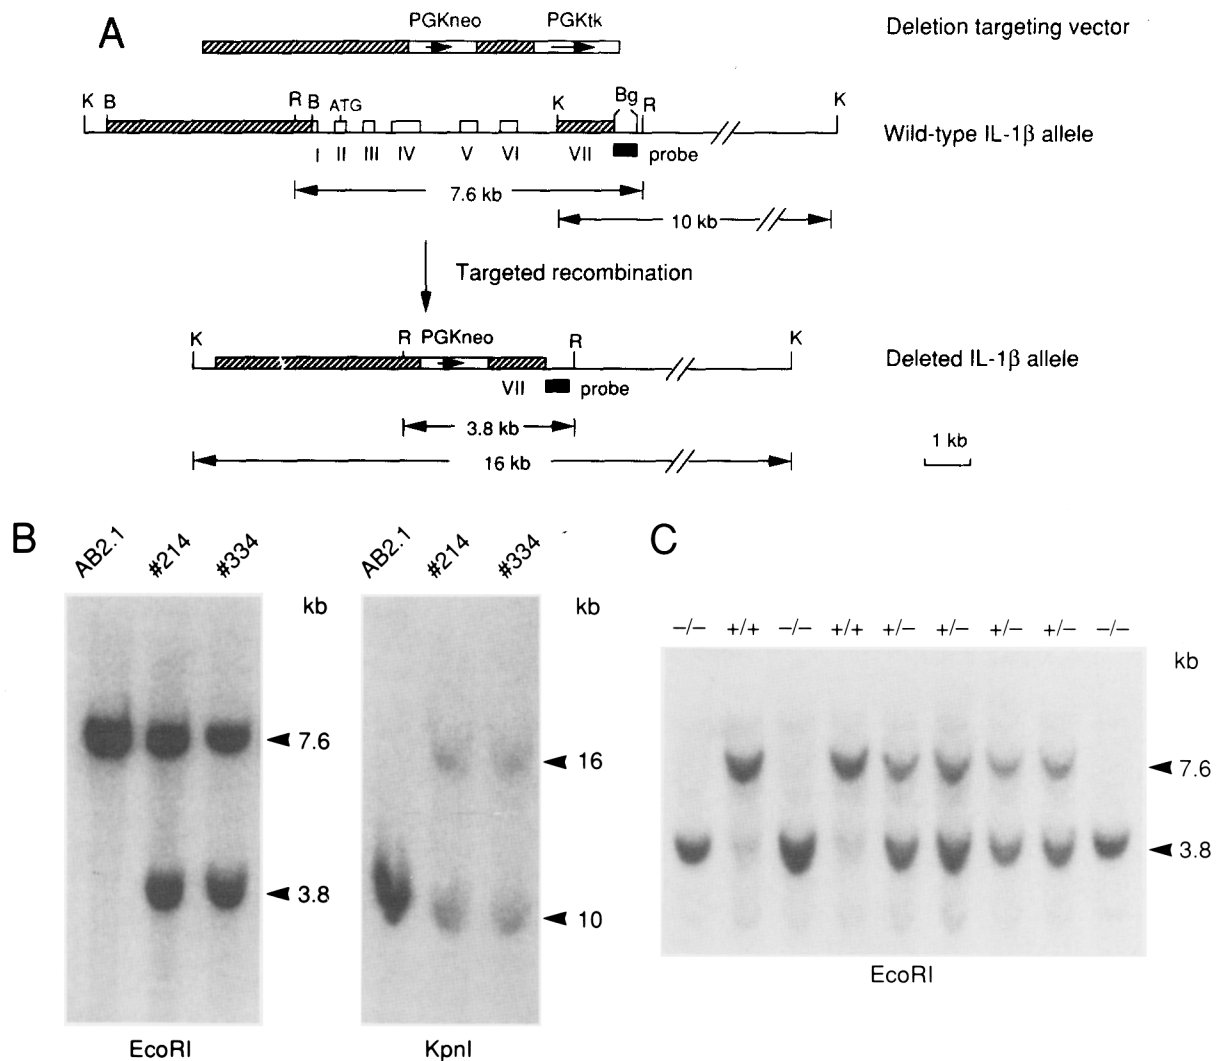 A
PGKneo PGKtk
Deletion targeting vector
K B R B ATG K Bg R K
Wild-type IL-1β allele
I II III IV V VI VII probe
7.6 kb
10 kb
Targeted recombination
K R PGKneo R K
Deleted IL-1β allele
VII probe
3.8 kb
1 kb
16 kb
B
AB2.1 #214 #334
kb
7.6
3.8
EcoRI
AB2.1 #214 #334
kb
16
10
KpnI
C
–/– +/+ –/– +/+ +/– +/– +/– +/– –/–
kb
7.6
3.8
EcoRI